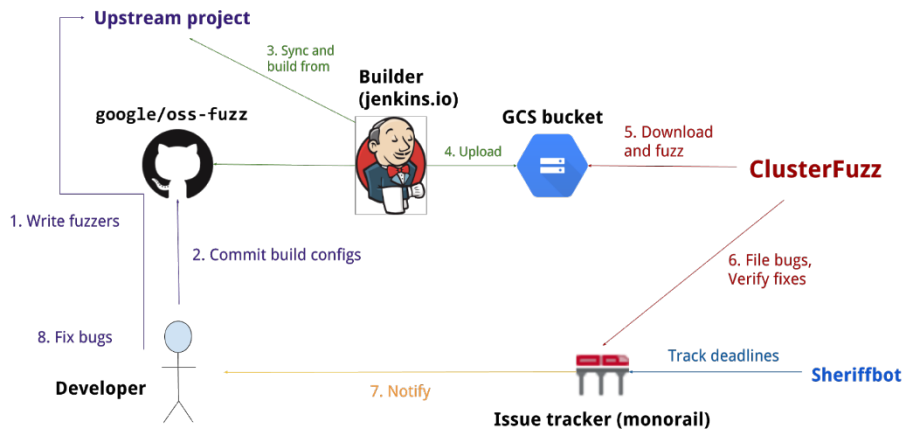 Upstream project
3. Sync and
build from
Builder
(jenkins.io)
google/oss-fuzz
GCS bucket
5. Download
and fuzz
4. Upload
ClusterFuzz
1. Write fuzzers
2. Commit build configs
6. File bugs,
Verify fixes
8. Fix bugs
Track deadlines
Developer
7. Notify
Sheriffbot
Issue tracker (monorail)